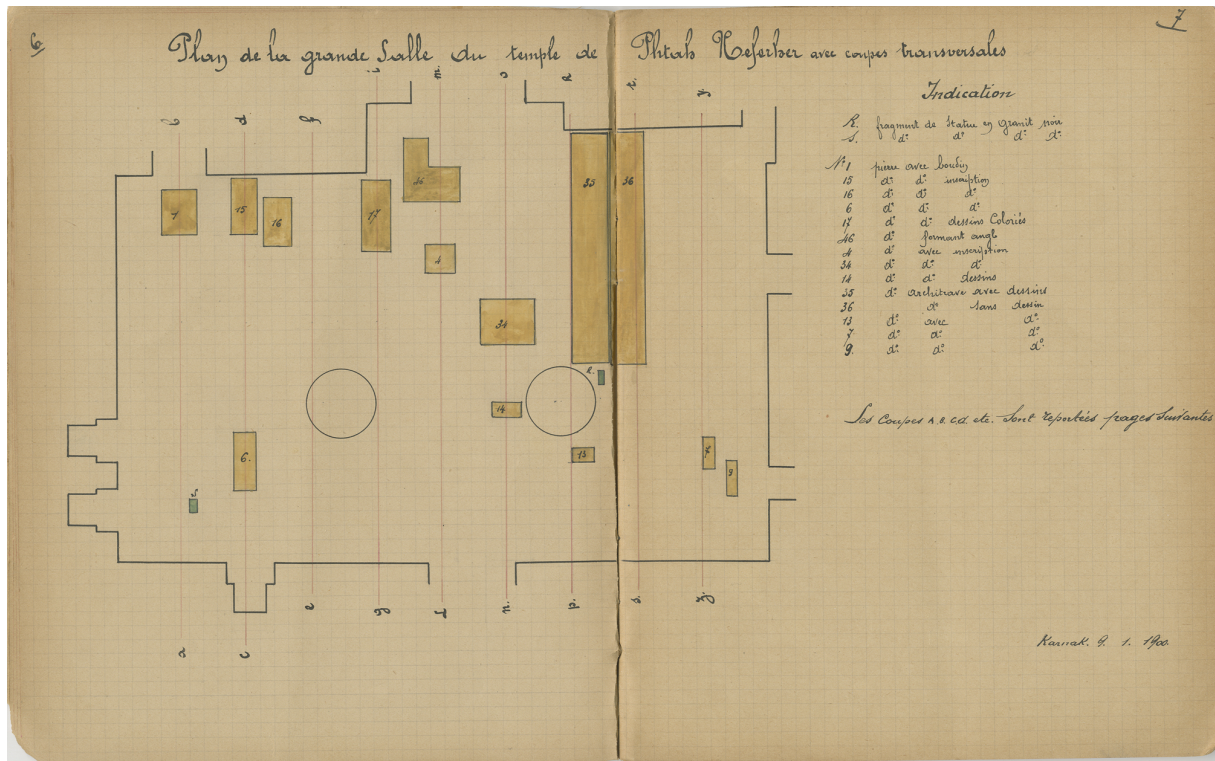 6
7
Plan de la grande Salle du temple de Phtah Neferher avec coupes transversales
b d f i m o q r y
1 15 16 17 46 4 34 35 36
R. 14 13 6. S 7 9
e g l n. p. s. z.
a c
Indication
R. fragment de Statue en granit noir
S. d° d° d° d°
N° 1 pierre avec boudin
15 d° d° inscription
16 d° d° d°
6 d° d° d°
17 d° d° dessins Coloriés
46 d° formant angle
4 d° avec inscription
34 d° d° d°
14 d° d° dessins
35 d° architrave avec dessins
36 d° sans dessin
13 d° avec d°
7 d° d° d°
9. d° d° d°
Les Coupes A. B. C.d. etc. Sont reportées pages Suivantes
Karnak. 9. 1. 1900.